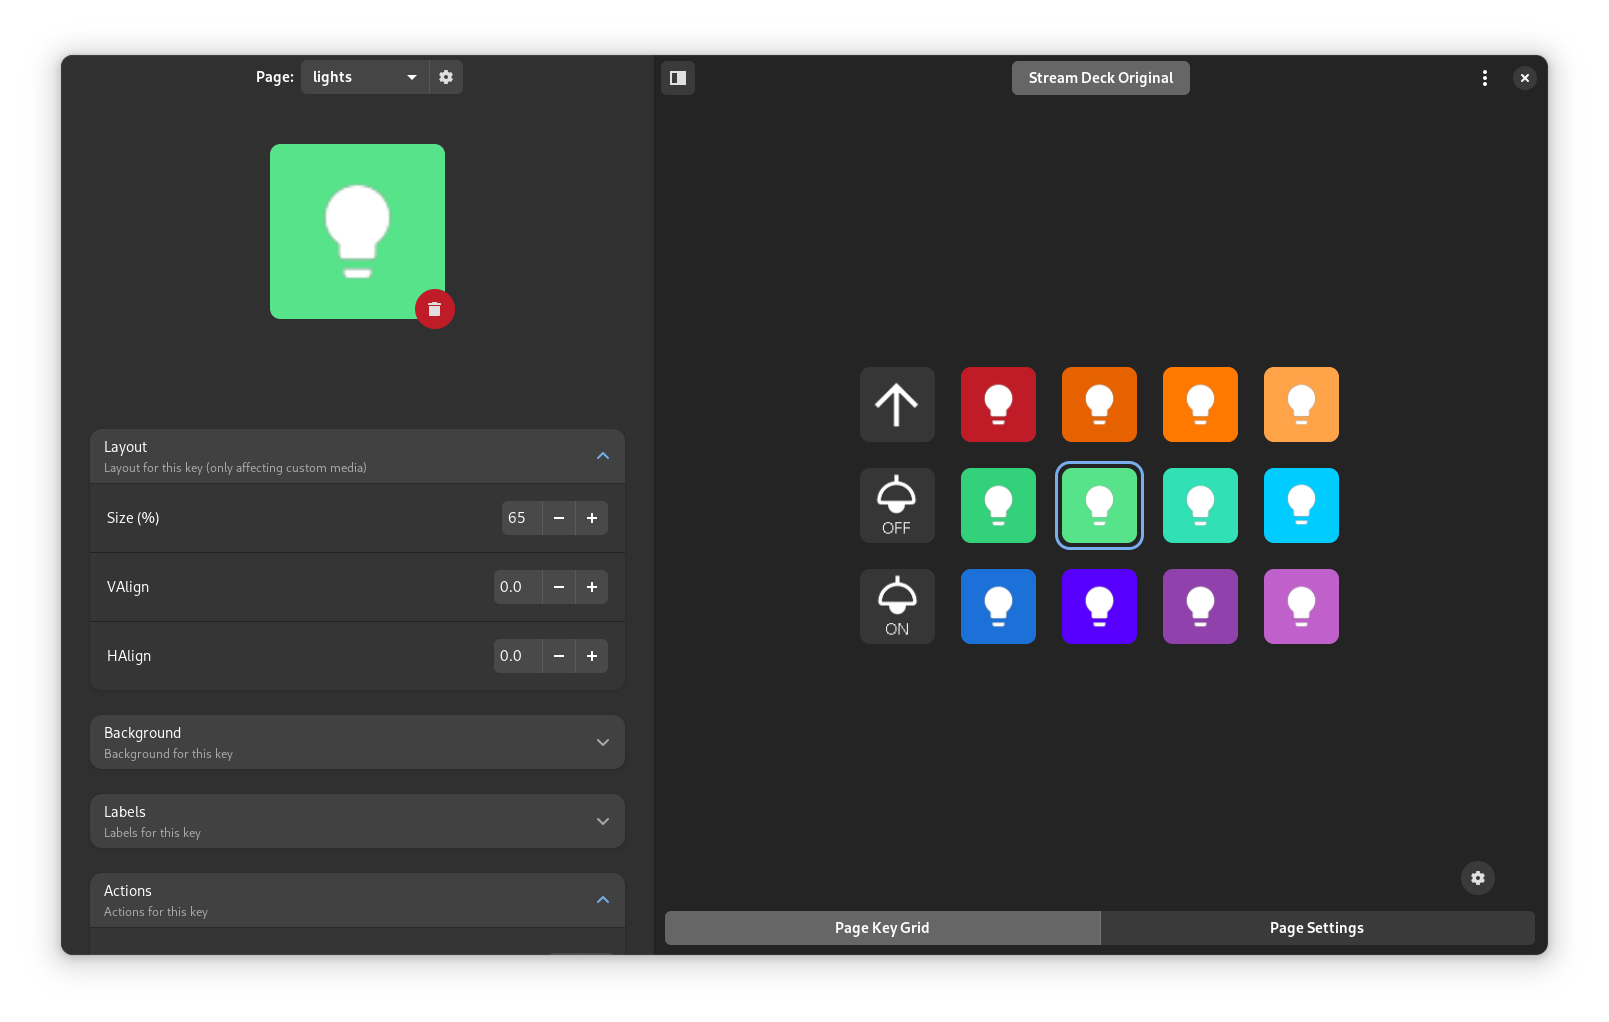 Page: lights
Stream Deck Original
Layout
Layout for this key (only affecting custom media)
Size (%) 65
VAlign 0.0
HAlign 0.0
Background
Background for this key
Labels
Labels for this key
Actions
Actions for this key
OFF
ON
Page Key Grid
Page Settings